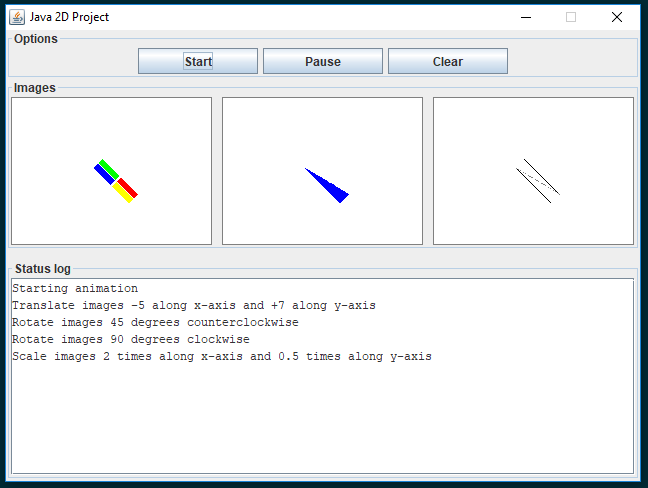 Java 2D Project
Options
Start Pause Clear
Images
Status log
Starting animation
Translate images -5 along x-axis and +7 along y-axis
Rotate images 45 degrees counterclockwise
Rotate images 90 degrees clockwise
Scale images 2 times along x-axis and 0.5 times along y-axis